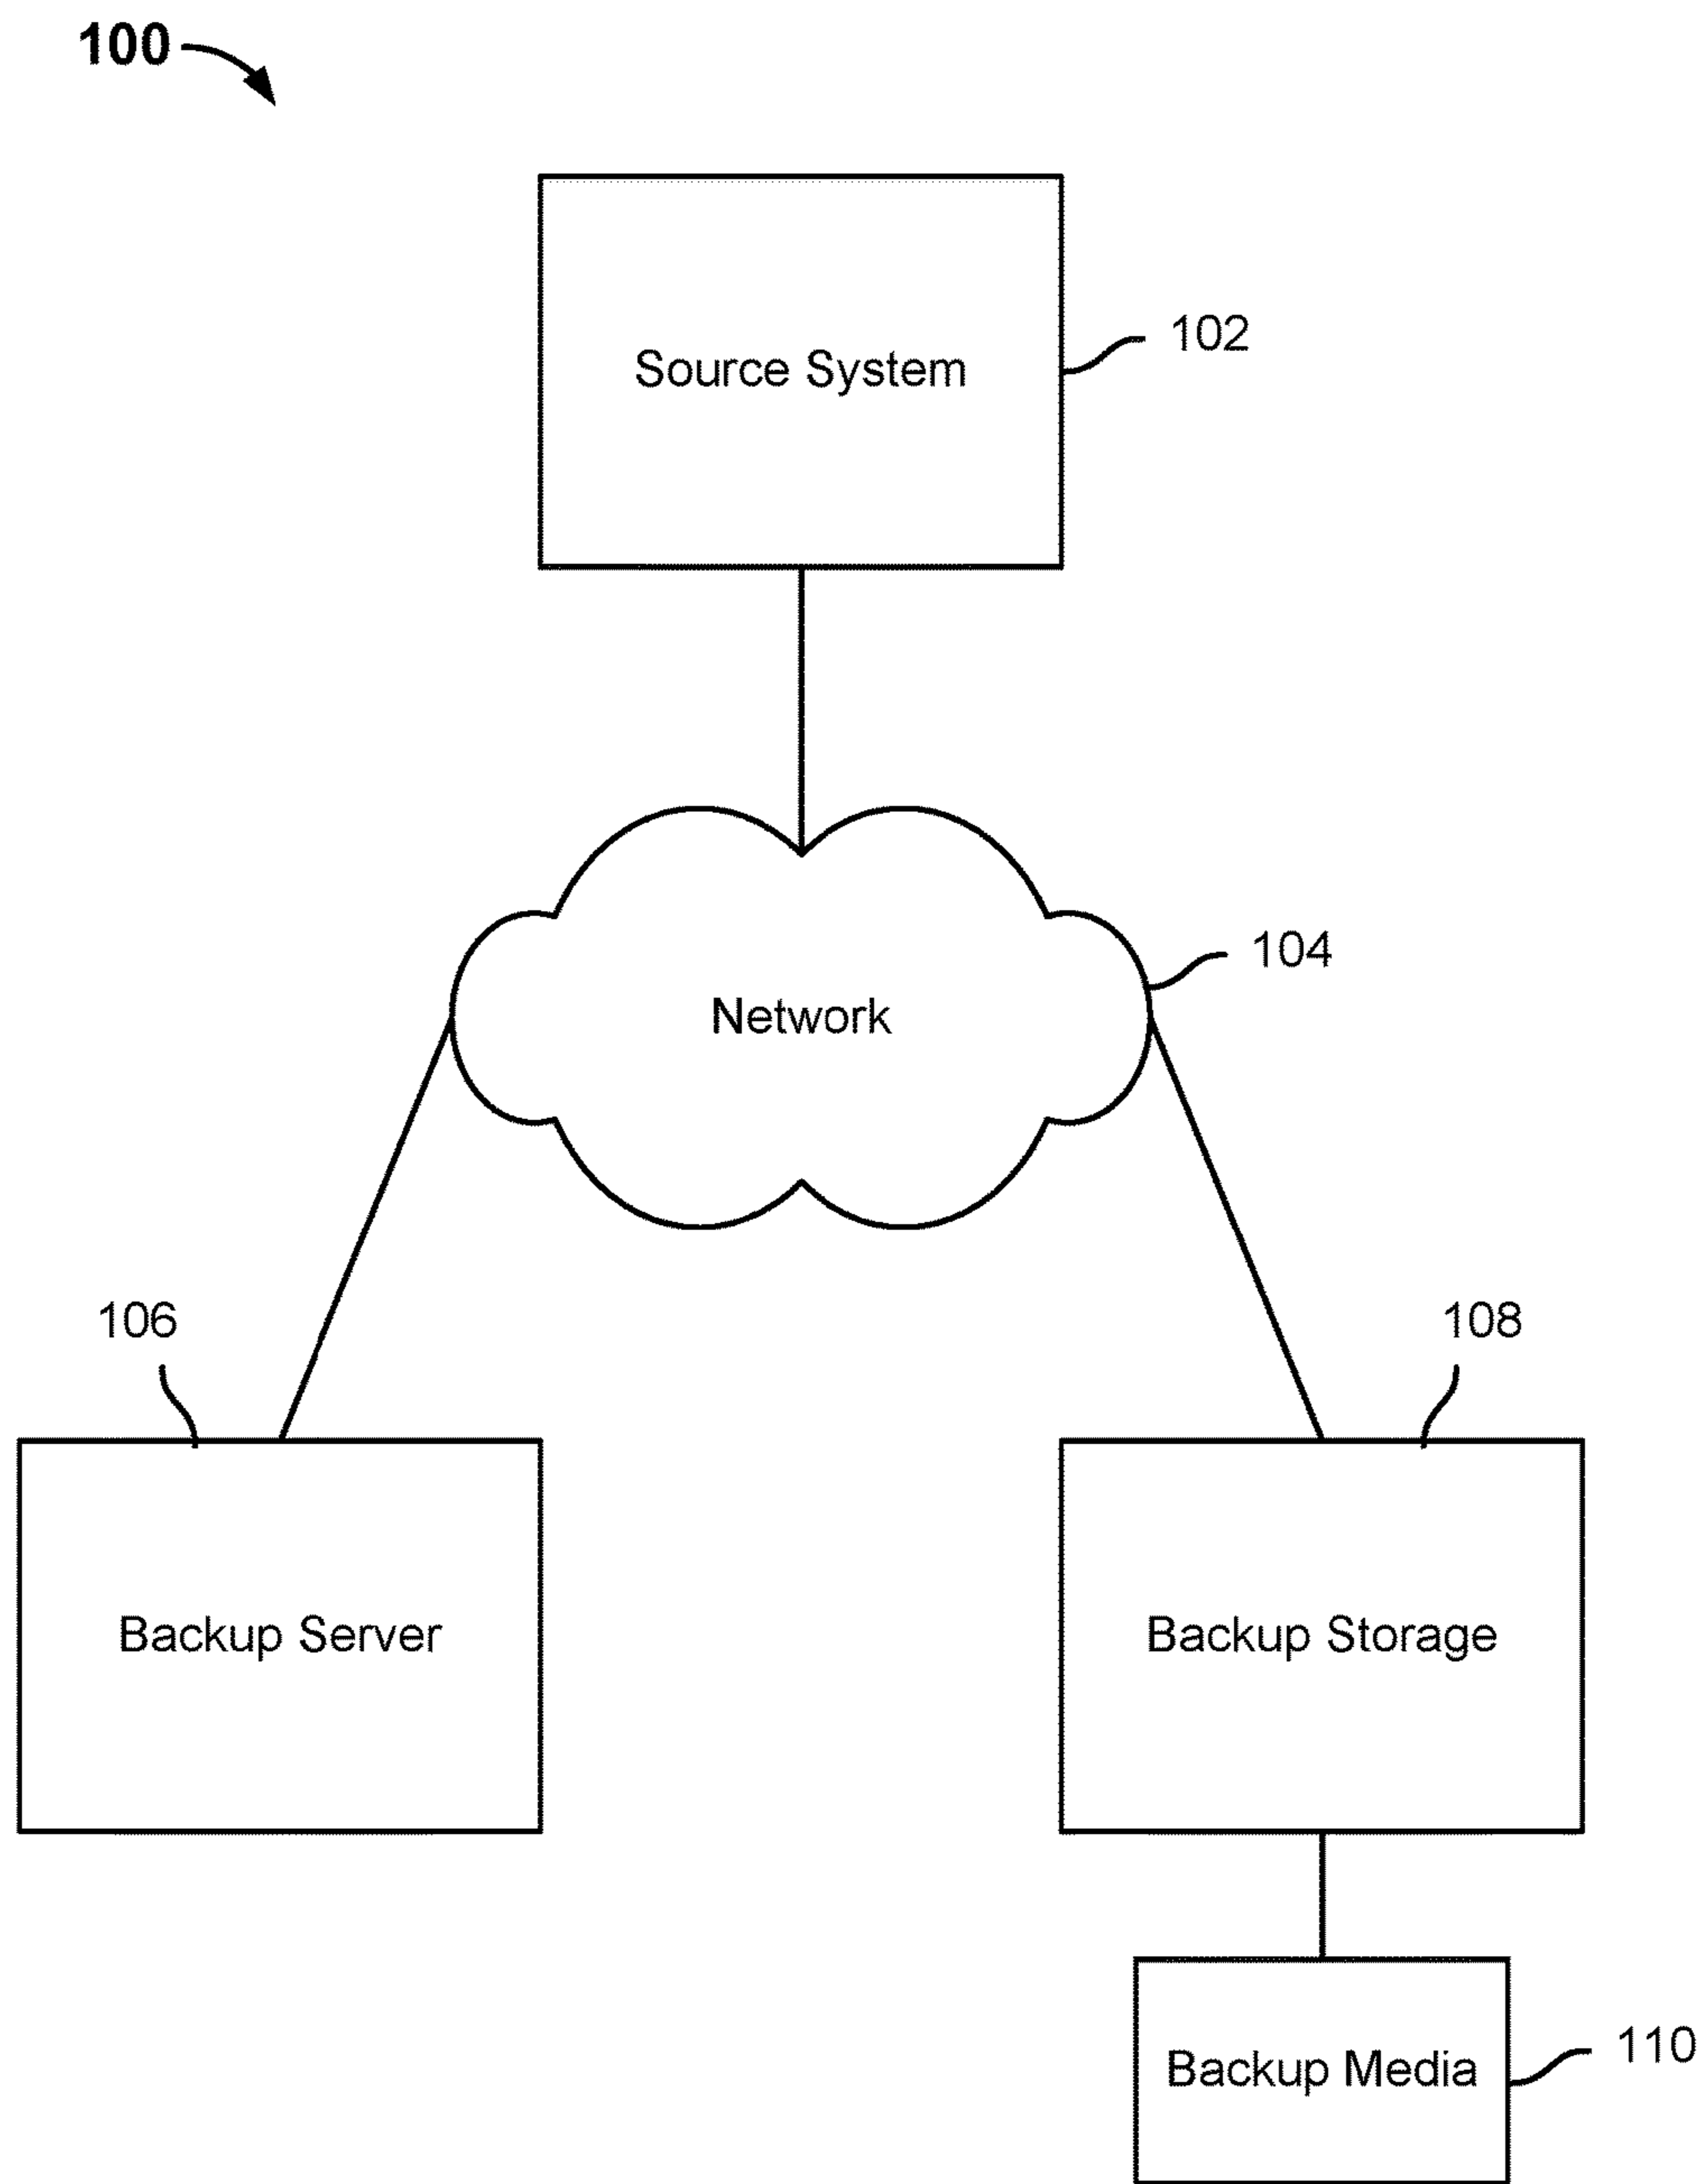 100
Source System
102
Network
104
106
108
Backup Server
Backup Storage
Backup Media
110